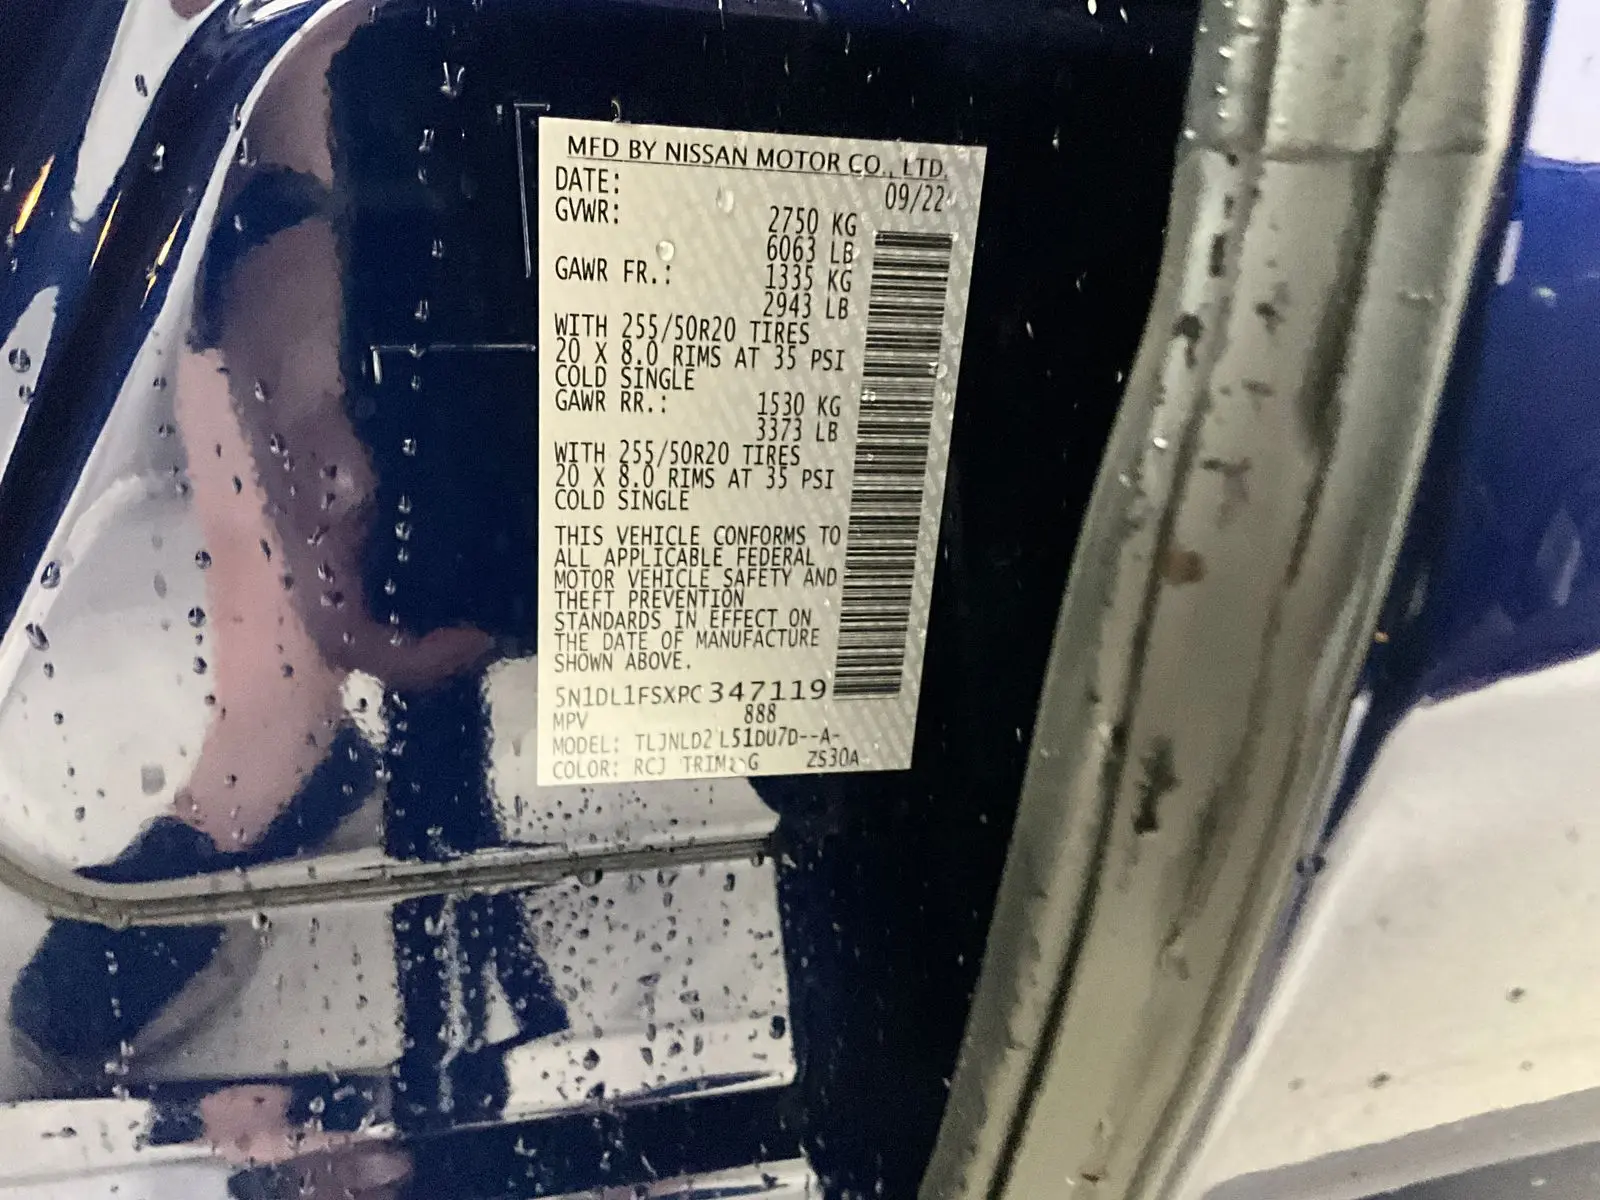 MFD BY NISSAN MOTOR CO., LTD.
DATE: 09/22
GVWR: 2750 KG
6063 LB
GAWR FR.: 1335 KG
2943 LB
WITH 255/50R20 TIRES
20 X 8.0 RIMS AT 35 PSI
COLD SINGLE
GAWR RR.: 1530 KG
3373 LB
WITH 255/50R20 TIRES
20 X 8.0 RIMS AT 35 PSI
COLD SINGLE
THIS VEHICLE CONFORMS TO
ALL APPLICABLE FEDERAL
MOTOR VEHICLE SAFETY AND
THEFT PREVENTION
STANDARDS IN EFFECT ON
THE DATE OF MANUFACTURE
SHOWN ABOVE.
5N1DL1FSXPC347119
MPV 888
MODEL: TLJNLD2 L51DU7D--A-
COLOR: RCJ TRIM: G ZS30A